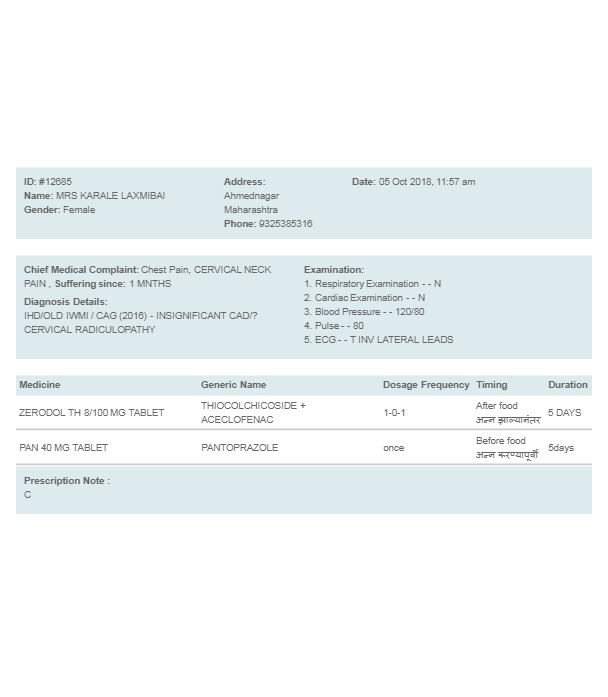 ID: #12685
Name: MRS KARALE LAXMIBAI
Gender: Female
Address:
Ahmednagar
Maharashtra
Phone: 9325385316
Date: 05 Oct 2018, 11:57 am
Chief Medical Complaint: Chest Pain, CERVICAL NECK
PAIN , Suffering since: 1 MNTHS
Diagnosis Details:
IHD/OLD IWMI / CAG (2016) - INSIGNIFICANT CAD/?
CERVICAL RADICULOPATHY
Examination:
1. Respiratory Examination - - N
2. Cardiac Examination - - N
3. Blood Pressure - - 120/80
4. Pulse - - 80
5. ECG - - T INV LATERAL LEADS
Medicine Generic Name Dosage Frequency Timing Duration
ZERODOL TH 8/100 MG TABLET
THIOCOLCHICOSIDE +
ACECLOFENAC
1-0-1
After food
अन्न झाल्यानंतर
5 DAYS
PAN 40 MG TABLET
PANTOPRAZOLE
once
Before food
अन्न करण्यापूर्वी
5days
Prescription Note :
C